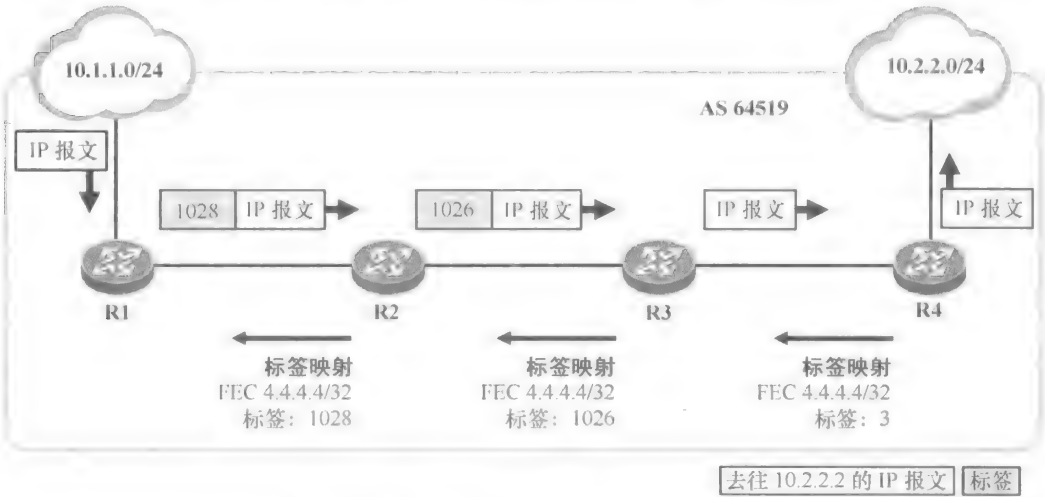 10.1.1.0/24
10.2.2.0/24
AS 64519
IP 报文
1028 IP 报文
1026 IP 报文
IP 报文
IP 报文
R1
R2
R3
R4
标签映射
FEC 4.4.4.4/32
标签：1028
标签映射
FEC 4.4.4.4/32
标签：1026
标签映射
FEC 4.4.4.4/32
标签：3
去往 10.2.2.2 的 IP 报文
标签